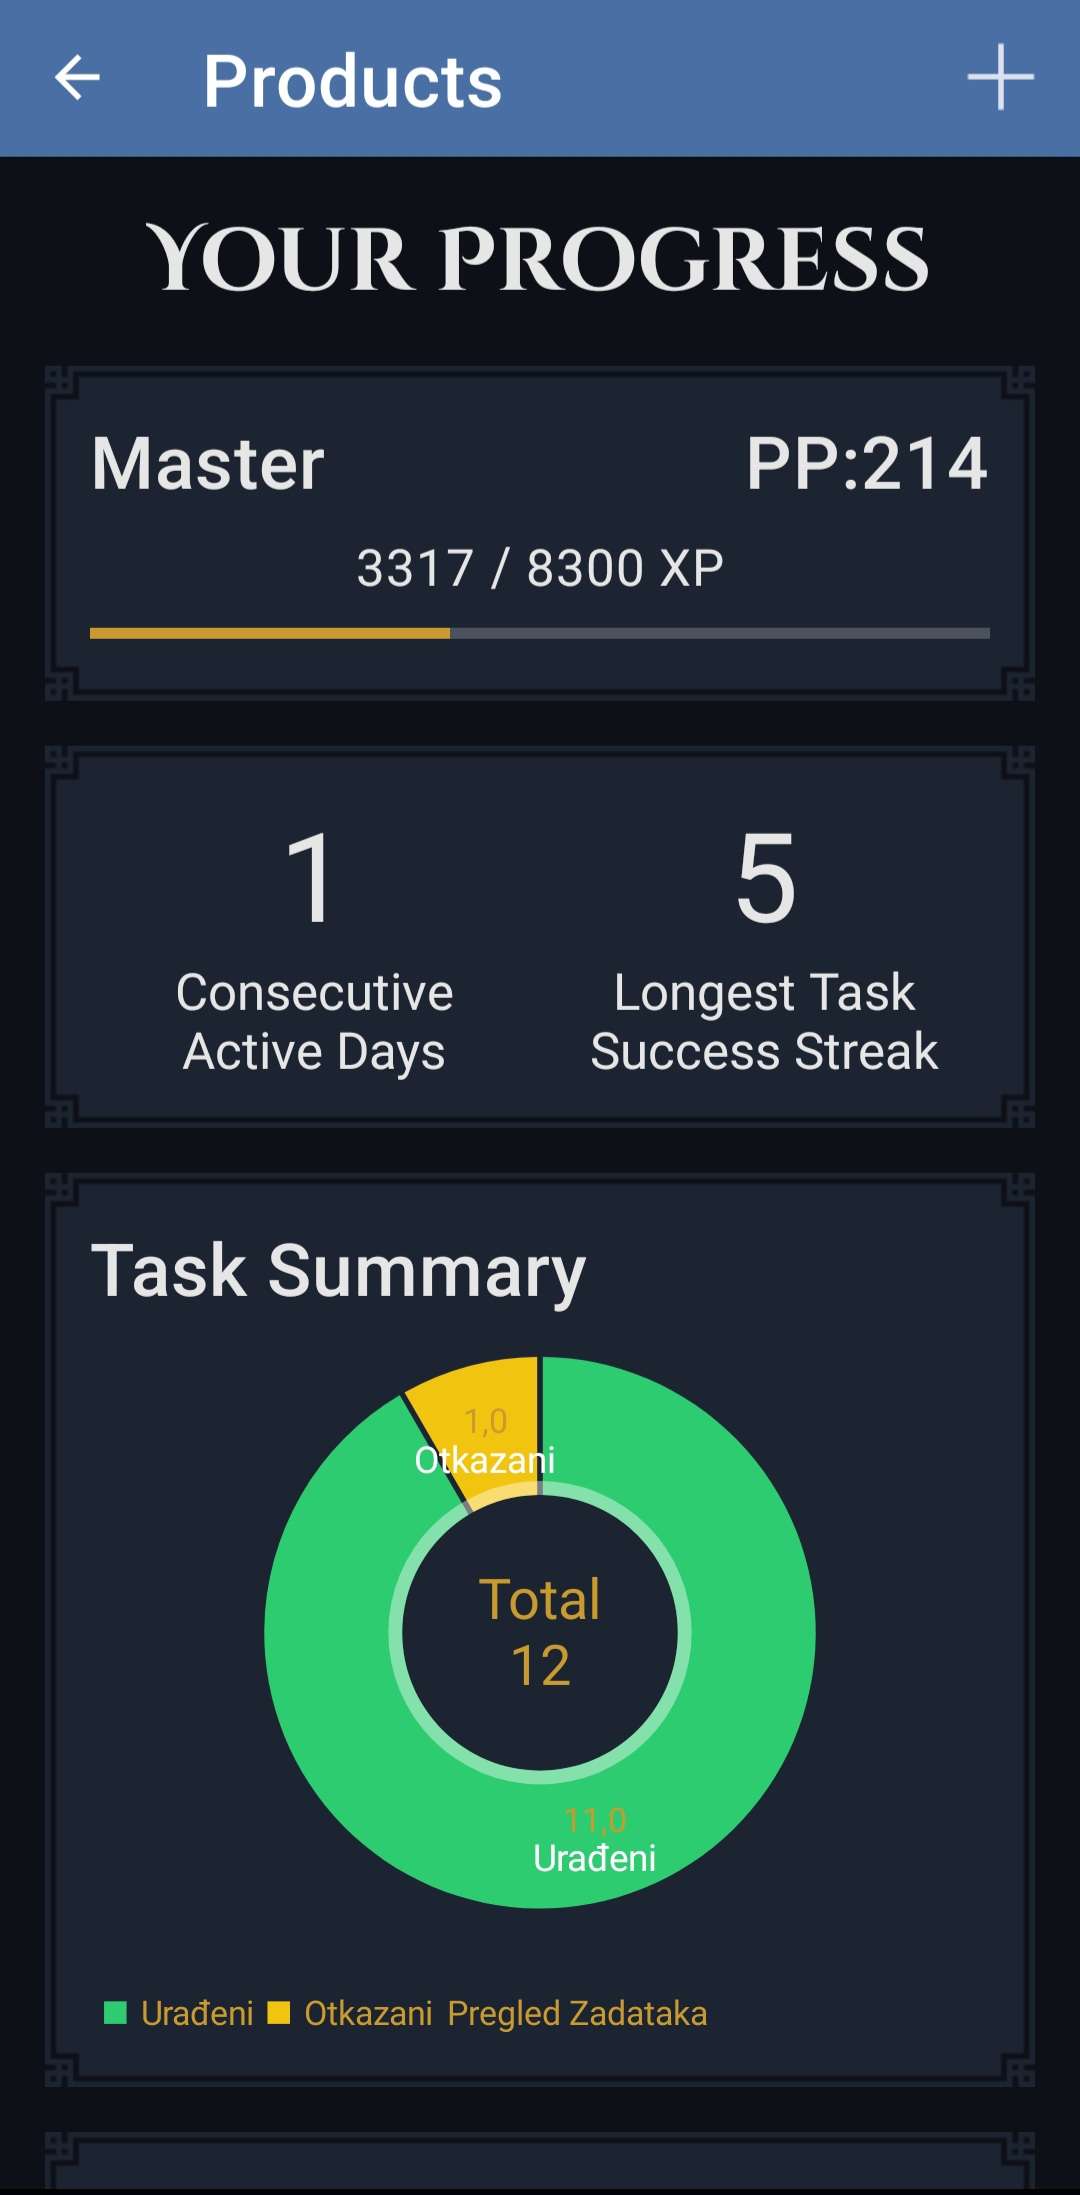 Products
YOUR PROGRESS
Master PP:214
3317 / 8300 XP
1
Consecutive
Active Days
5
Longest Task
Success Streak
Task Summary
1,0
Otkazani
Total
12
11,0
Urađeni
Urađeni Otkazani Pregled Zadataka